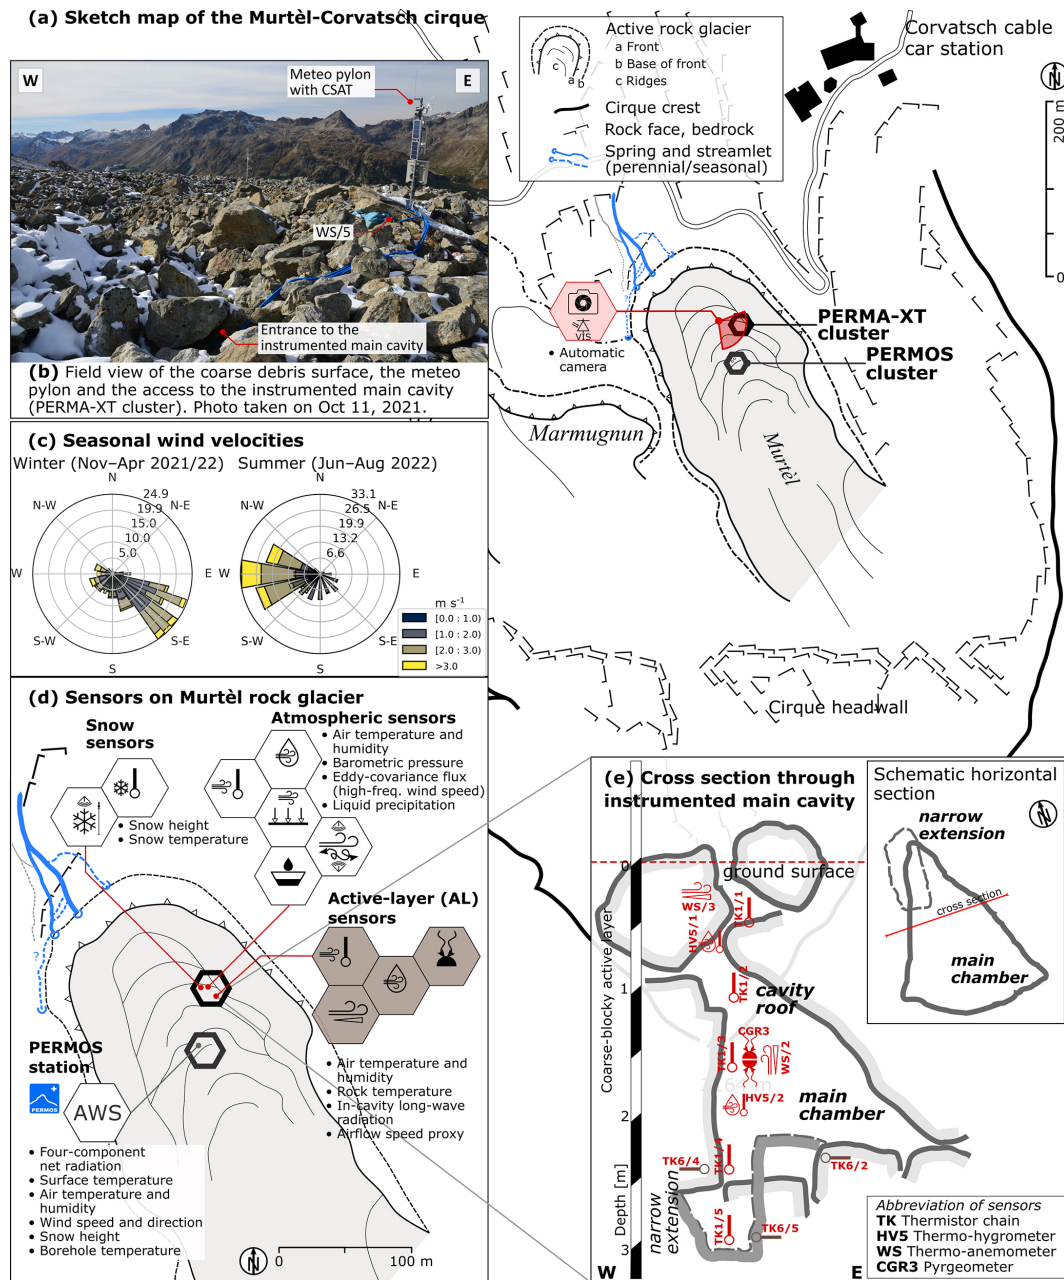 (a) Sketch map of the Murtèl-Corvatsch cirque
W
E
Meteo pylon
with CSAT
WS/5
Entrance to the
instrumented main cavity
(b) Field view of the coarse debris surface, the meteo
pylon and the access to the instrumented main cavity
(PERMA-XT cluster). Photo taken on Oct 11, 2021.
Active rock glacier
a Front
b Base of front
c Ridges
c
a
b
Cirque crest
Rock face, bedrock
Spring and streamlet
(perennial/seasonal)
Corvatsch cable
car station
N
200 m
0
?
VIS
• Automatic
camera
PERMA-XT
cluster
PERMOS
cluster
Marmugnun
Murtèl
Cirque headwall
(c) Seasonal wind velocities
Winter (Nov–Apr 2021/22)
N
N-E
E
S-E
S
S-W
W
N-W
24.9
19.9
15.0
10.0
5.0
Summer (Jun–Aug 2022)
N
N-E
E
S-E
S
S-W
W
N-W
33.1
26.5
19.9
13.2
6.6
m s⁻¹
[0.0 : 1.0)
[1.0 : 2.0)
[2.0 : 3.0)
>3.0
(d) Sensors on Murtèl rock glacier
Snow
sensors
• Snow height
• Snow temperature
Atmospheric sensors
• Air temperature and
humidity
• Barometric pressure
• Eddy-covariance flux
(high-freq. wind speed)
• Liquid precipitation
Active-layer (AL)
sensors
• Air temperature and
humidity
• Rock temperature
• In-cavity long-wave
radiation
• Airflow speed proxy
?
PERMOS
station
PERMOS
AWS
• Four-component
net radiation
• Surface temperature
• Air temperature and
humidity
• Wind speed and direction
• Snow height
• Borehole temperature
N
0
100 m
(e) Cross section through
instrumented main cavity
0
1
2
3
Coarse-blocky active layer
Depth [m]
ground surface
WS/3
TK1/1
HV5/1
TK1/2
cavity
roof
CGR3
TK1/3
WS/2
HV5/2
main
chamber
TK6/4
TK1/4
TK6/2
narrow
extension
TK1/5
TK6/5
W
E
Schematic horizontal
section
N
narrow
extension
cross section
main
chamber
Abbreviation of sensors
TK Thermistor chain
HV5 Thermo-hygrometer
WS Thermo-anemometer
CGR3 Pyrgeometer